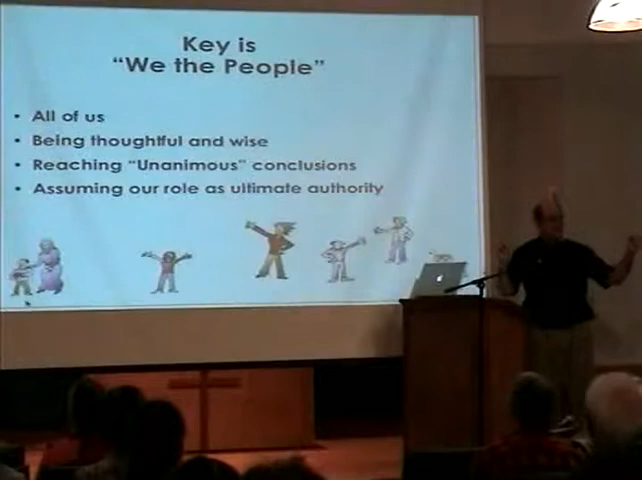 Key is
“We the People”
• All of us
• Being thoughtful and wise
• Reaching “Unanimous” conclusions
• Assuming our role as ultimate authority